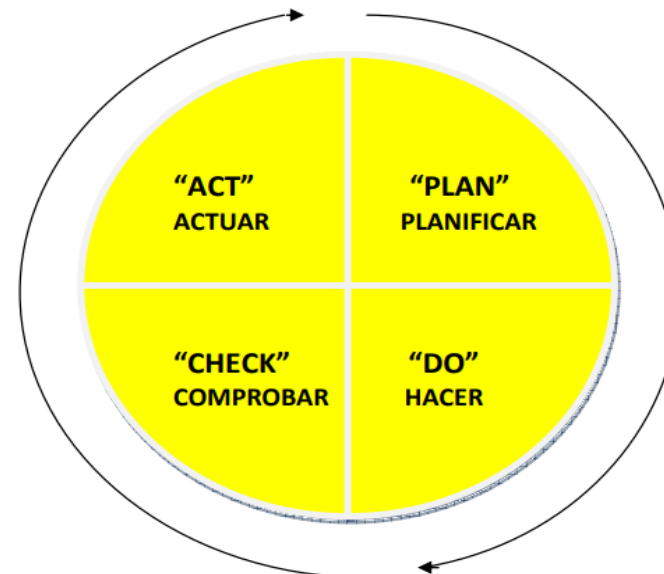 “ACT”
ACTUAR
“PLAN”
PLANIFICAR
“CHECK”
COMPROBAR
“DO”
HACER